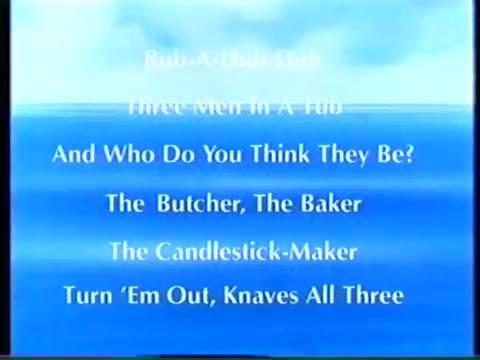 Rub-A-Dub-Dub
Three Men In A Tub
And Who Do You Think They Be?
The Butcher, The Baker
The Candlestick-Maker
Turn 'Em Out, Knaves All Three